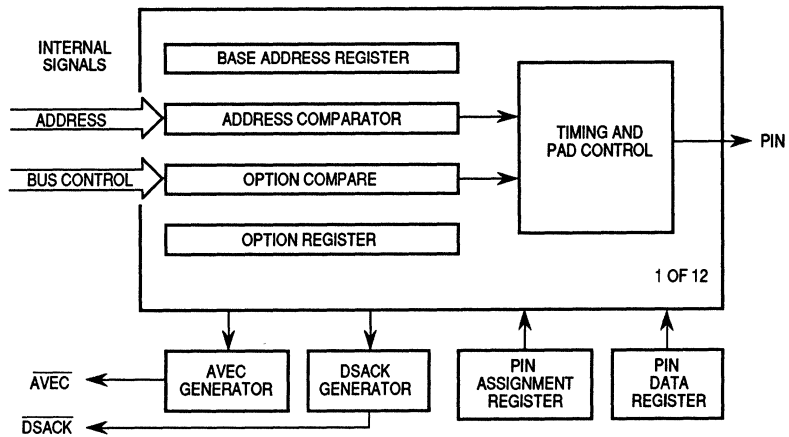 INTERNAL
SIGNALS
BASE ADDRESS REGISTER
ADDRESS
ADDRESS COMPARATOR
TIMING AND
PAD CONTROL
PIN
BUS CONTROL
OPTION COMPARE
OPTION REGISTER
1 OF 12
AVEC
GENERATOR
DSACK
GENERATOR
PIN
ASSIGNMENT
REGISTER
PIN
DATA
REGISTER
AVEC
DSACK